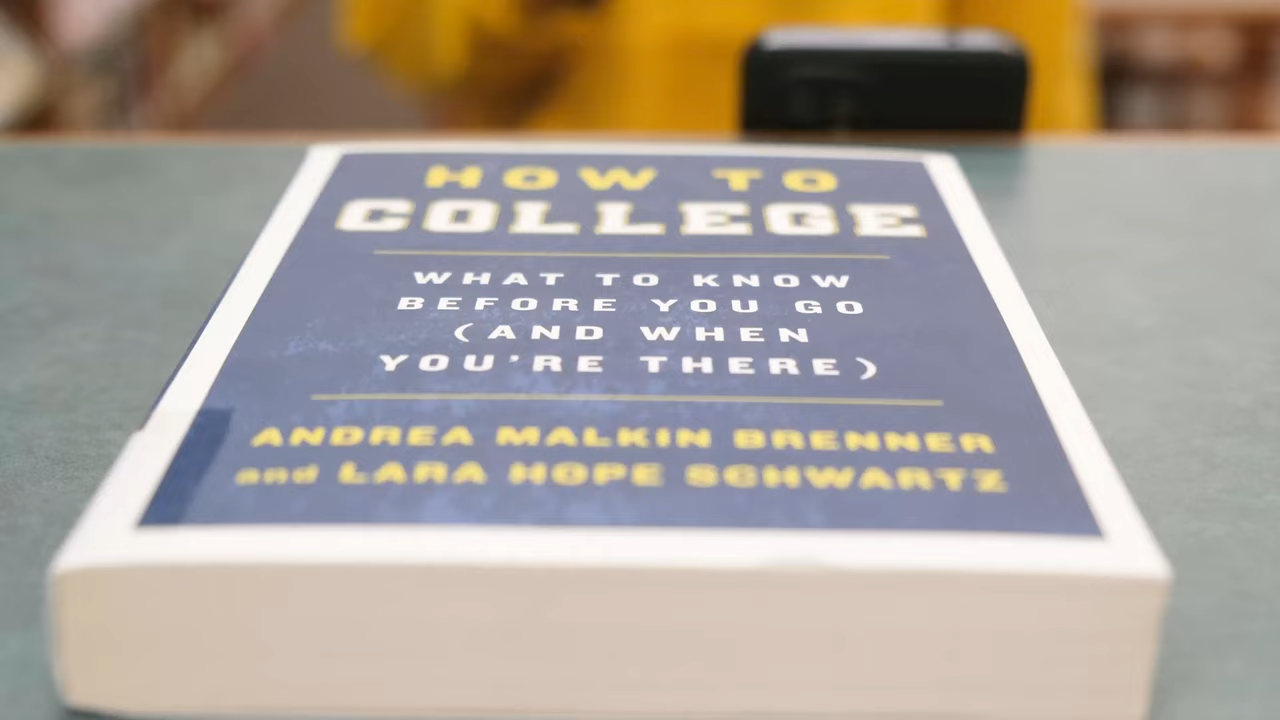 HOW TO
COLLEGE
WHAT TO KNOW
BEFORE YOU GO
(AND WHEN
YOU'RE THERE)
ANDREA MALKIN BRENNER
and LARA HOPE SCHWARTZ